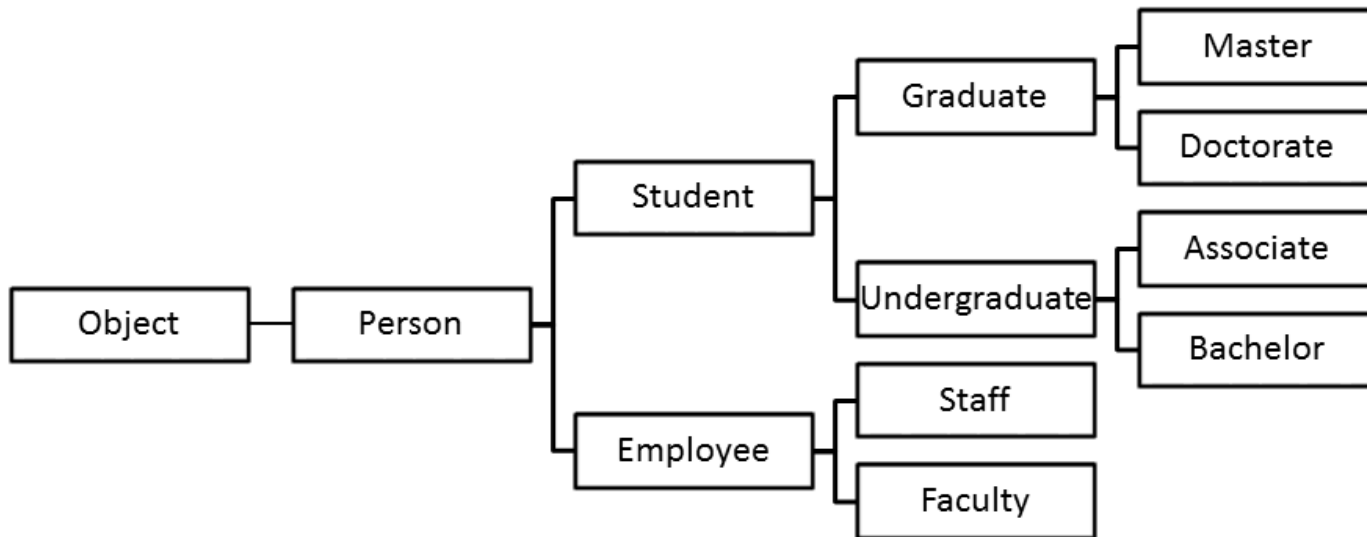 Object
Person
Student
Graduate
Master
Doctorate
Undergraduate
Associate
Bachelor
Employee
Staff
Faculty